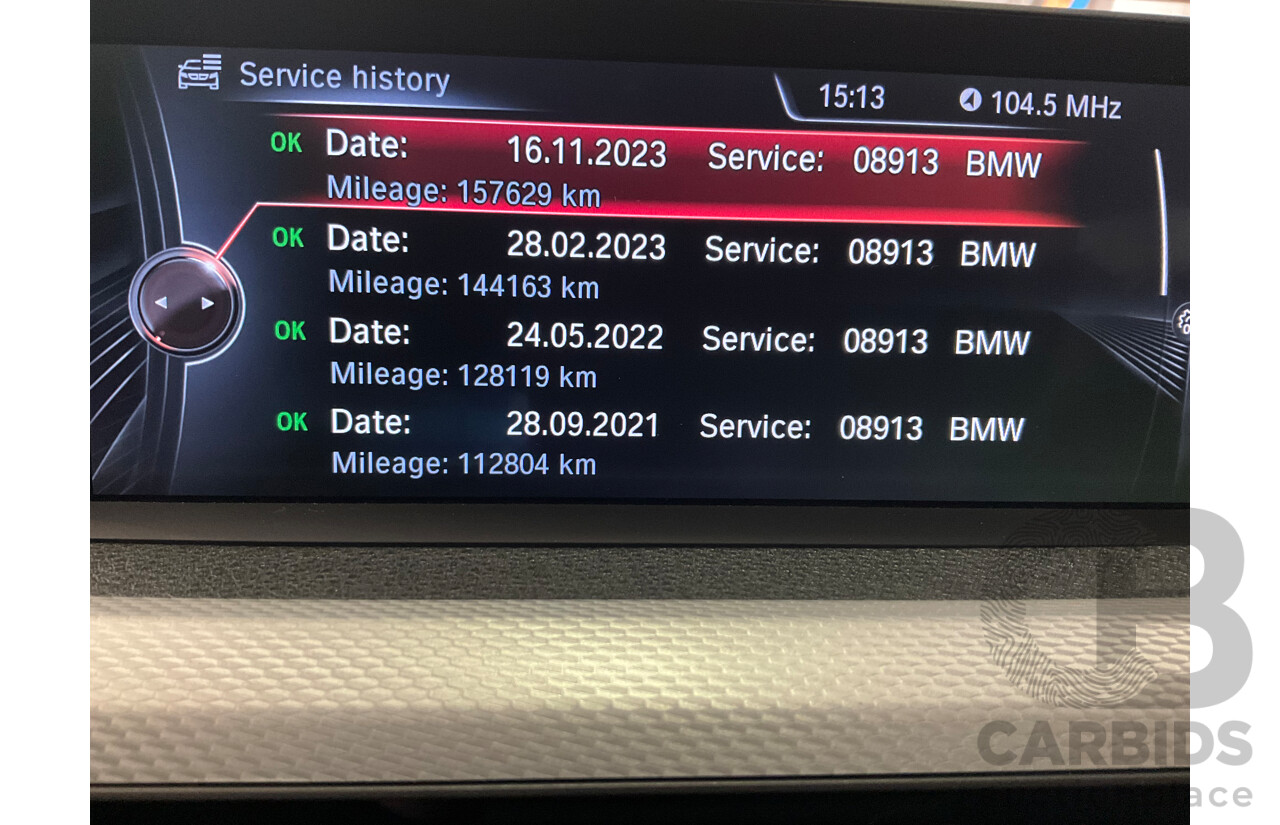 Service history 15:13 104.5 MHz
OK Date: 16.11.2023 Service: 08913 BMW
Mileage: 157629 km
OK Date: 28.02.2023 Service: 08913 BMW
Mileage: 144163 km
OK Date: 24.05.2022 Service: 08913 BMW
Mileage: 128119 km
OK Date: 28.09.2021 Service: 08913 BMW
Mileage: 112804 km
CB
CARBIDS